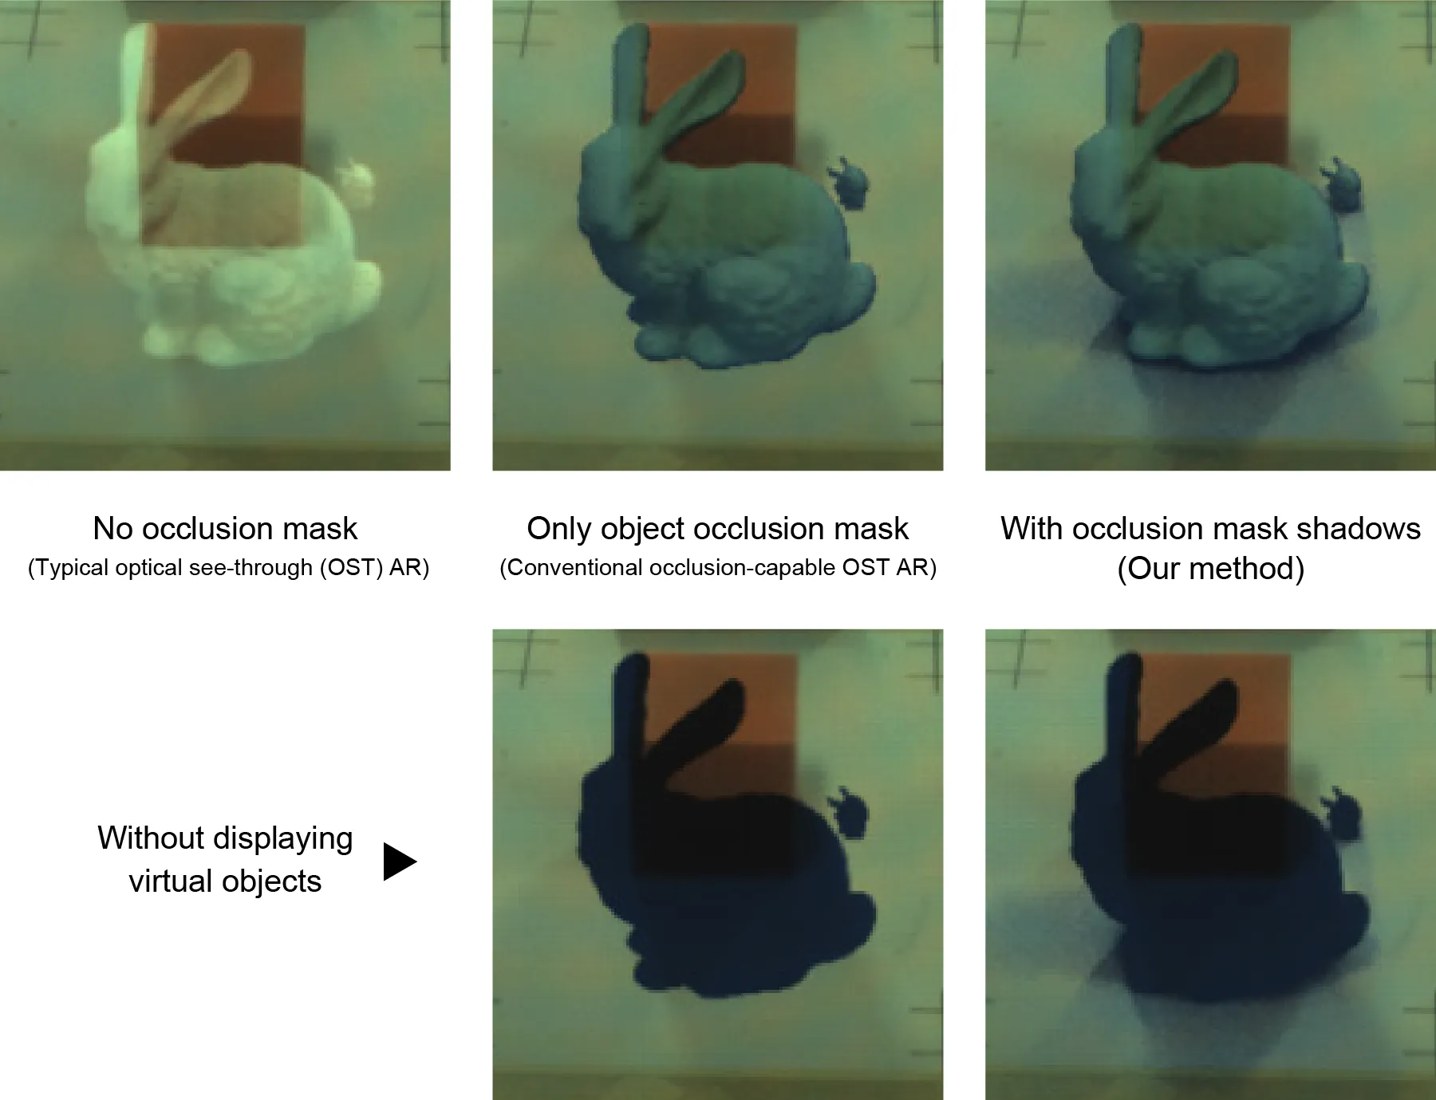 No occlusion mask
(Typical optical see-through (OST) AR)
Only object occlusion mask
(Conventional occlusion-capable OST AR)
With occlusion mask shadows
(Our method)
Without displaying
virtual objects